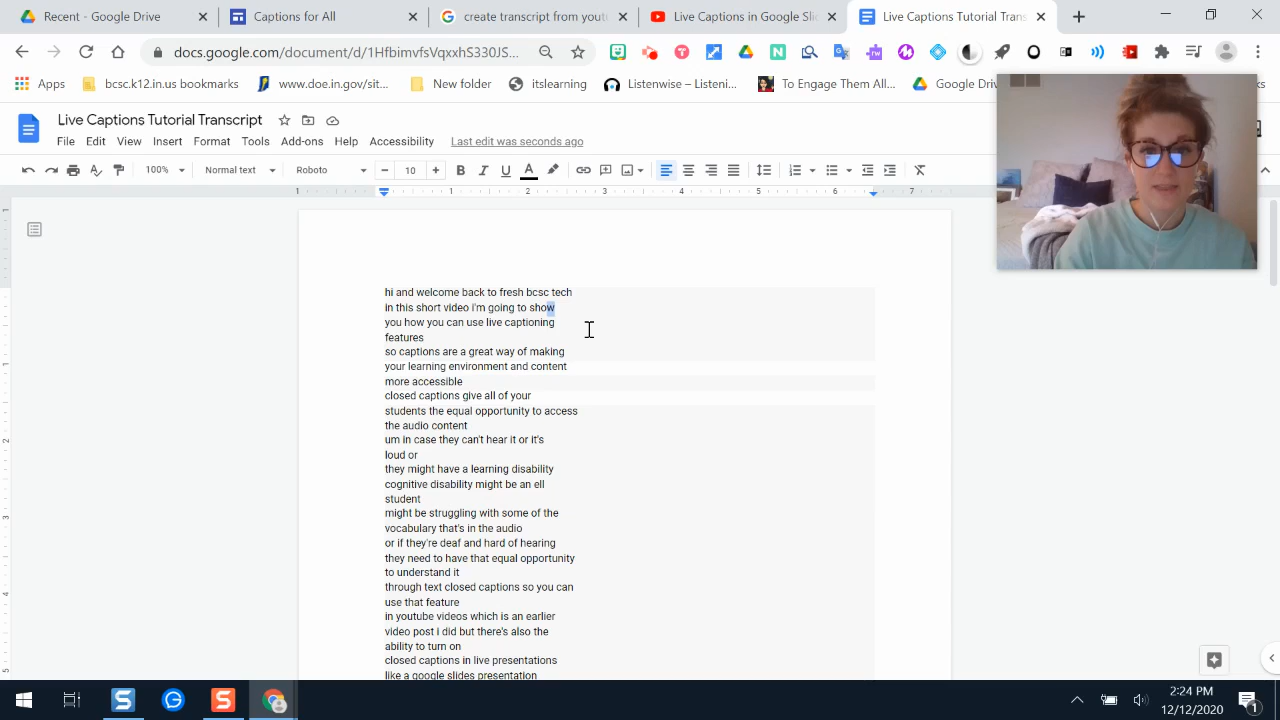 Recent - Google Drive
Captions for All
create transcript from you
Live Captions in Google Slic
Live Captions Tutorial Trans
docs.google.com/document/d/1HfbimvfsVqxxhS330JS...
bcsc.k12.in.us Bookmarks
www.doe.in.gov/sit...
New folder
itslearning
Listenwise – Listeni...
To Engage Them All...
Google Driv
Live Captions Tutorial Transcript
File Edit View Insert Format Tools Add-ons Help Accessibility Last edit was seconds ago
100% Normal text Roboto 10
1 1 2 3 4 5 6 7
hi and welcome back to fresh bcsc tech
in this short video i'm going to show
you how you can use live captioning
features
so captions are a great way of making
your learning environment and content
more accessible
closed captions give all of your
students the equal opportunity to access
the audio content
um in case they can't hear it or it's
loud or
they might have a learning disability
cognitive disability might be an ell
student
might be struggling with some of the
vocabulary that's in the audio
or if they're deaf and hard of hearing
they need to have that equal opportunity
to understand it
through text closed captions so you can
use that feature
in youtube videos which is an earlier
video post i did but there's also the
ability to turn on
closed captions in live presentations
like a google slides presentation
2:24 PM
12/12/2020